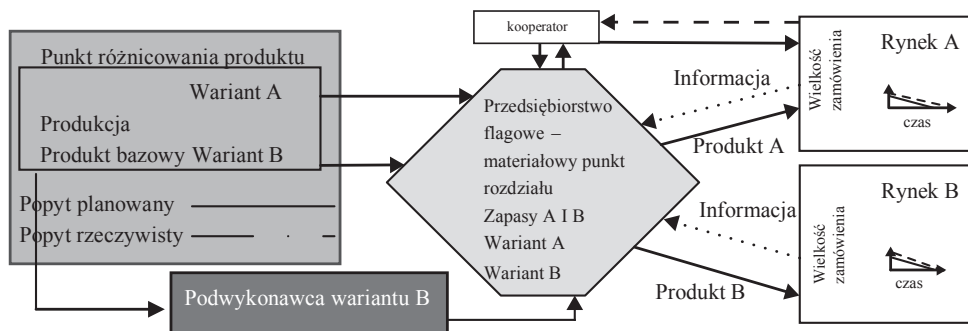 kooperator
Punkt różnicowania produktu
Wariant A
Produkcja
Produkt bazowy Wariant B
Popyt planowany
Popyt rzeczywisty
Podwykonawca wariantu B
Przedsiębiorstwo
flagowe –
materiałowy punkt
rozdziału
Zapasy A I B
Wariant A
Wariant B
Informacja
Produkt A
Informacja
Produkt B
Wielkość
zamówienia
Rynek A
czas
Wielkość
zamówienia
Rynek B
czas